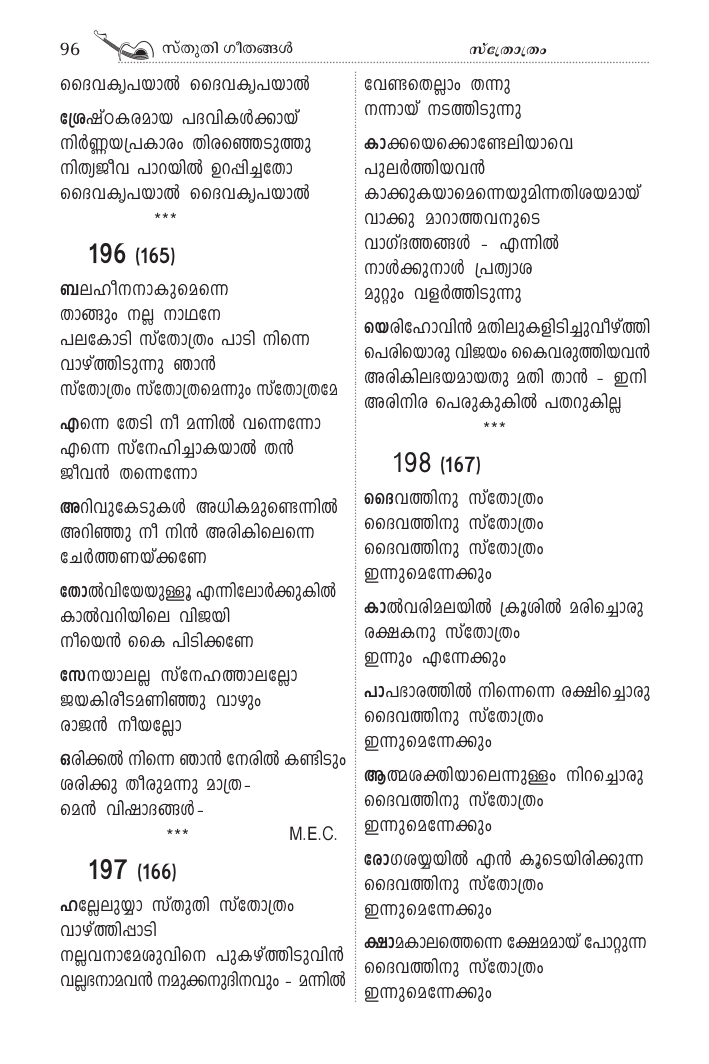 96 സ്തുതി ഗീതങ്ങൾ സ്തോത്രം
ദൈവകൃപയാൽ ദൈവകൃപയാൽ
ശ്രേഷ്ഠകരമായ പദവികൾക്കായ്
നിർണ്ണയപ്രകാരം തിരഞ്ഞെടുത്തു
നിത്യജീവ പാറയിൽ ഉറപ്പിച്ചതോ
ദൈവകൃപയാൽ ദൈവകൃപയാൽ
***
196 (165)
ബലഹീനനാകുമെന്നെ
താങ്ങും നല്ല നാഥനേ
പലകോടി സ്തോത്രം പാടി നിന്നെ
വാഴ്ത്തിടുന്നു ഞാൻ
സ്തോത്രം സ്തോത്രമെന്നും സ്തോത്രമേ
എന്നെ തേടി നീ മന്നിൽ വന്നെന്നോ
എന്നെ സ്നേഹിച്ചാകയാൽ തൻ
ജീവൻ തന്നെന്നോ
അറിവുകേടുകൾ അധികമുണ്ടെന്നിൽ
അറിഞ്ഞു നീ നിൻ അരികിലെന്നെ
ചേർത്തണയ്ക്കണേ
തോൽവിയേയുള്ളൂ എന്നിലോർക്കുകിൽ
കാൽവറിയിലെ വിജയി
നീയെൻ കൈ പിടിക്കണേ
സേനയാലല്ല സ്നേഹത്താലല്ലോ
ജയകിരീടമണിഞ്ഞു വാഴും
രാജൻ നീയല്ലോ
ഒരിക്കൽ നിന്നെ ഞാൻ നേരിൽ കണ്ടിടും
ശരിക്കു തീരുമന്നു മാത്ര-
മെൻ വിഷാദങ്ങൾ-
*** M.E.C.
197 (166)
ഹല്ലേലുയ്യാ സ്തുതി സ്തോത്രം
വാഴ്ത്തിപ്പാടി
നല്ലവനാമേശുവിനെ പുകഴ്ത്തിടുവിൻ
വല്ലഭനാമവൻ നമുക്കനുദിനവും - മന്നിൽ
വേണ്ടതെല്ലാം തന്നു
നന്നായ് നടത്തിടുന്നു
കാക്കയെക്കൊണ്ടേലിയാവെ
പുലർത്തിയവൻ
കാക്കുകയാമെന്നെയുമിന്നതിശയമായ്
വാക്കു മാറാത്തവനുടെ
വാഗ്ദത്തങ്ങൾ - എന്നിൽ
നാൾക്കുനാൾ പ്രത്യാശ
മുറ്റും വളർത്തിടുന്നു
യെരിഹോവിൻ മതിലുകളിടിച്ചുവീഴ്ത്തി
പെരിയൊരു വിജയം കൈവരുത്തിയവൻ
അരികിലഭയമായതു മതി താൻ - ഇനി
അരിനിര പെരുകുകിൽ പതറുകില്ല
***
198 (167)
ദൈവത്തിനു സ്തോത്രം
ദൈവത്തിനു സ്തോത്രം
ദൈവത്തിനു സ്തോത്രം
ഇന്നുമെന്നേക്കും
കാൽവരിമലയിൽ ക്രൂശിൽ മരിച്ചൊരു
രക്ഷകനു സ്തോത്രം
ഇന്നും എന്നേക്കും
പാപഭാരത്തിൽ നിന്നെന്നെ രക്ഷിച്ചൊരു
ദൈവത്തിനു സ്തോത്രം
ഇന്നുമെന്നേക്കും
ആത്മശക്തിയാലെന്നുള്ളം നിറച്ചൊരു
ദൈവത്തിനു സ്തോത്രം
ഇന്നുമെന്നേക്കും
രോഗശയ്യയിൽ എൻ കൂടെയിരിക്കുന്ന
ദൈവത്തിനു സ്തോത്രം
ഇന്നുമെന്നേക്കും
ക്ഷാമകാലത്തെന്നെ ക്ഷേമമായ് പോറ്റുന്ന
ദൈവത്തിനു സ്തോത്രം
ഇന്നുമെന്നേക്കും